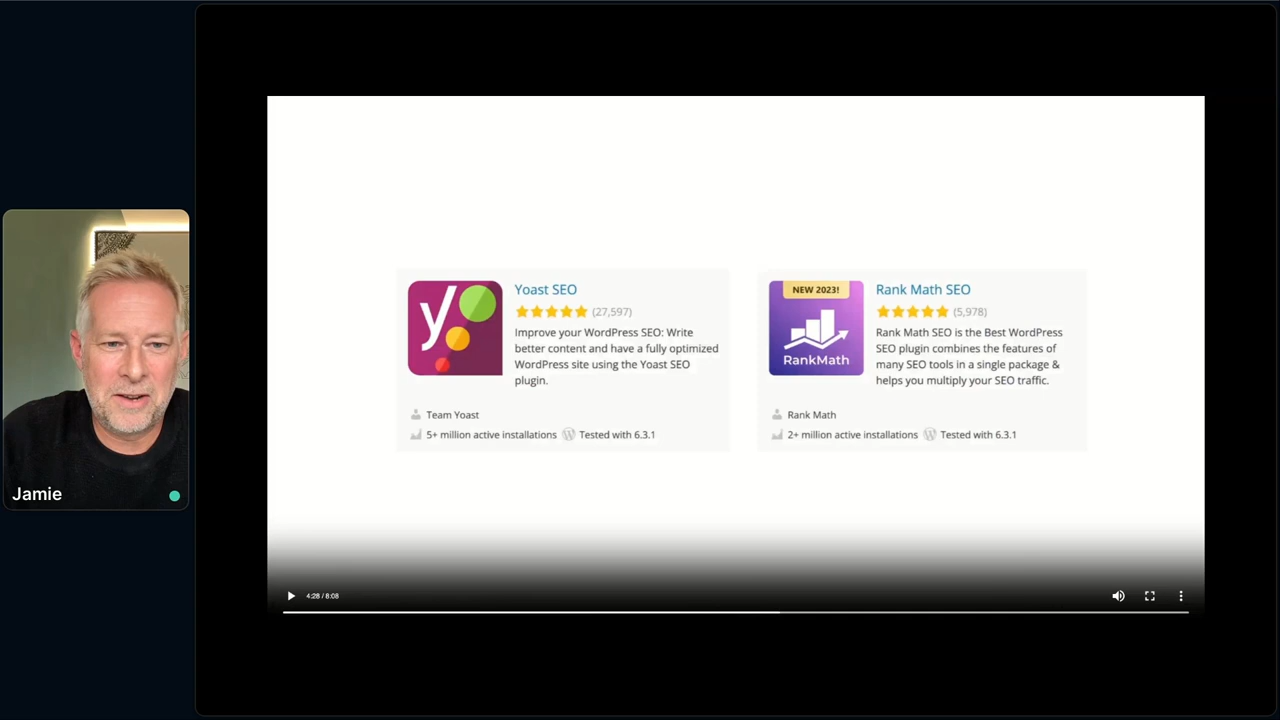 Jamie
Yoast SEO
(27,597)
Improve your WordPress SEO: Write
better content and have a fully optimized
WordPress site using the Yoast SEO
plugin.
Team Yoast
5+ million active installations
Tested with 6.3.1
NEW 2023!
RankMath
Rank Math SEO
(5,978)
Rank Math SEO is the Best WordPress
SEO plugin combines the features of
many SEO tools in a single package &
helps you multiply your SEO traffic.
Rank Math
2+ million active installations
Tested with 6.3.1
4:28 / 8:08